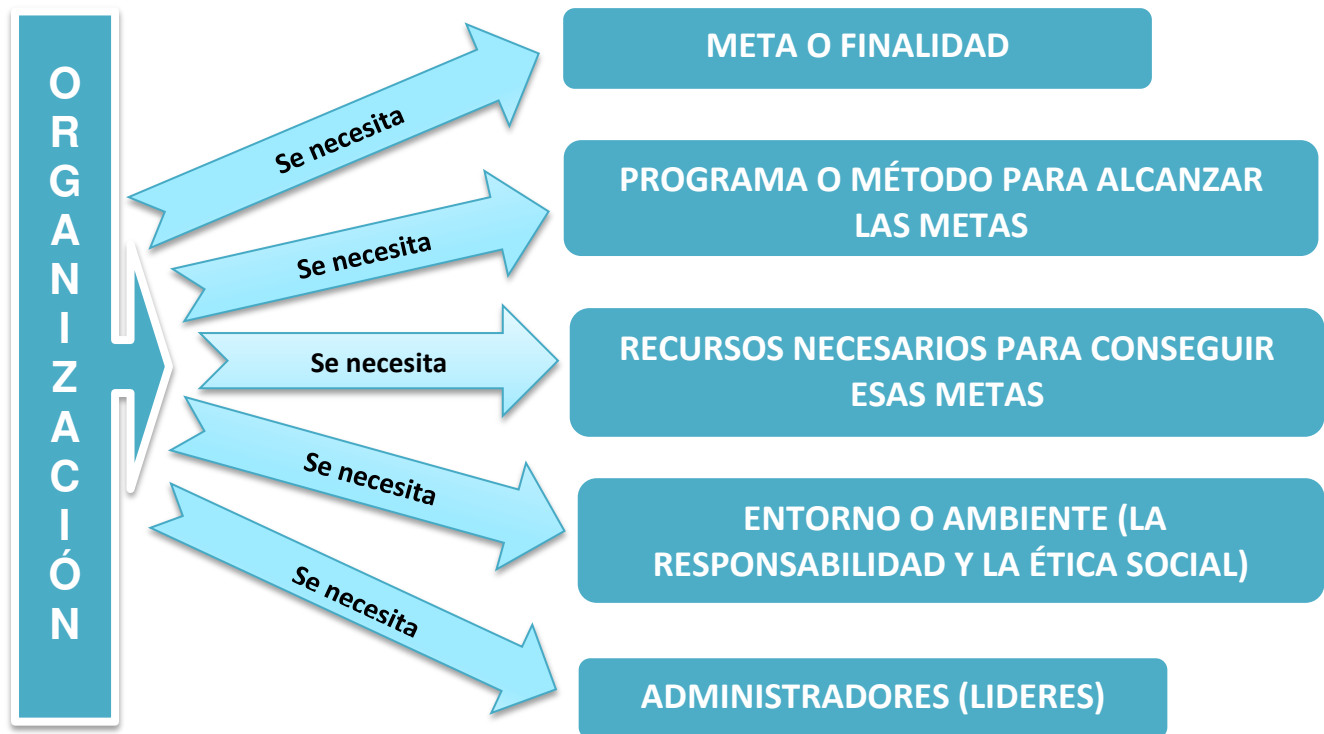 ORGANIZACIÓN
Se necesita
META O FINALIDAD
Se necesita
PROGRAMA O MÉTODO PARA ALCANZAR
LAS METAS
Se necesita
RECURSOS NECESARIOS PARA CONSEGUIR
ESAS METAS
Se necesita
ENTORNO O AMBIENTE (LA
RESPONSABILIDAD Y LA ÉTICA SOCIAL)
Se necesita
ADMINISTRADORES (LIDERES)